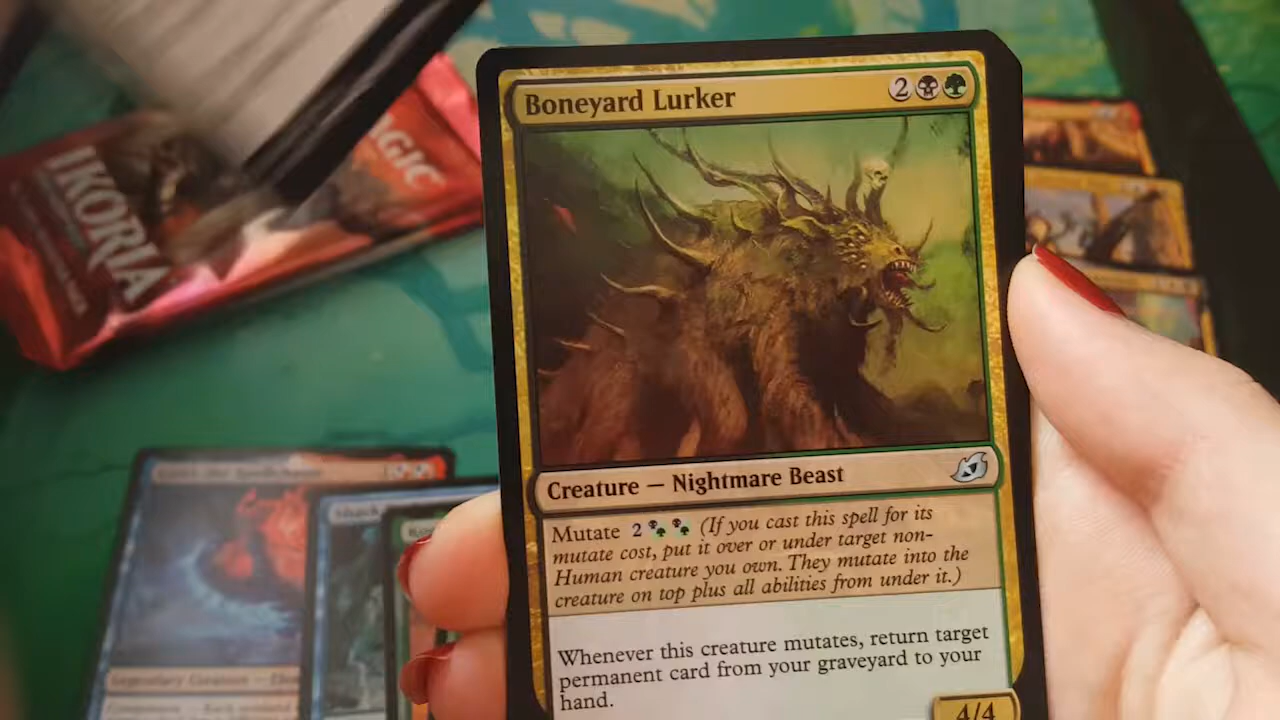 Boneyard Lurker 2
Creature — Nightmare Beast
Mutate 2 (If you cast this spell for its
mutate cost, put it over or under target non-
Human creature you own. They mutate into the
creature on top plus all abilities from under it.)
Whenever this creature mutates, return target
permanent card from your graveyard to your
hand.
4/4
IKORIA
MAGIC
Legendary Creature